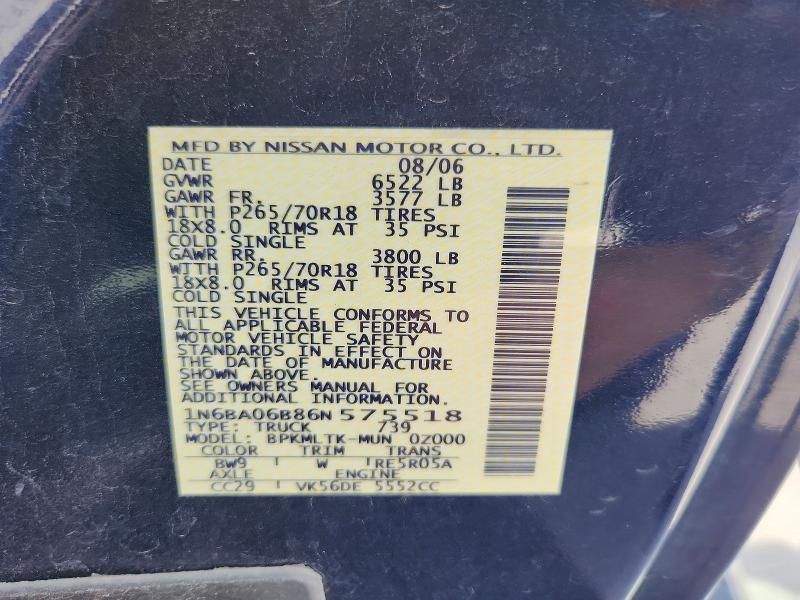 MFD BY NISSAN MOTOR CO., LTD.
DATE 08/06
GVWR 6522 LB
GAWR FR. 3577 LB
WITH P265/70R18 TIRES
18X8.0 RIMS AT 35 PSI
COLD SINGLE
GAWR RR. 3800 LB
WITH P265/70R18 TIRES
18X8.0 RIMS AT 35 PSI
COLD SINGLE
THIS VEHICLE CONFORMS TO
ALL APPLICABLE FEDERAL
MOTOR VEHICLE SAFETY
STANDARDS IN EFFECT ON
THE DATE OF MANUFACTURE
SHOWN ABOVE.
SEE OWNERS MANUAL FOR
ADDITIONAL INFORMATION.
1N6BA06B86N575518
TYPE: TRUCK 739
MODEL: BPKMLTK-MUN 0Z000
COLOR TRIM TRANS
BW9 W RE5R05A
AXLE ENGINE
CC29 VK56DE 5552CC